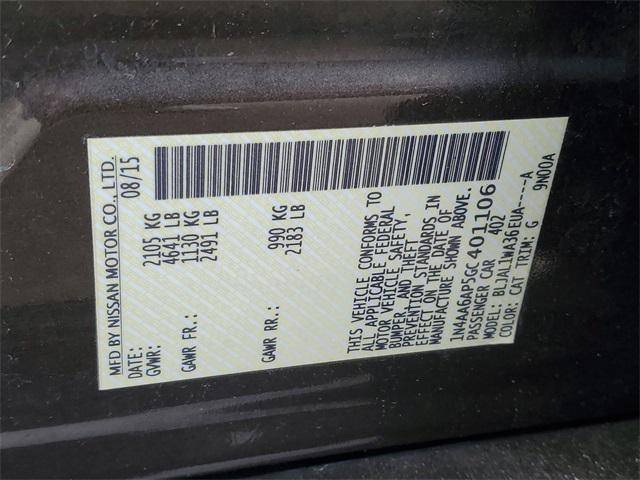 MFD BY NISSAN MOTOR CO., LTD.
DATE: 08/15
GVWR: 2105 KG
4641 LB
GAWR FR.: 1130 KG
2491 LB
GAWR RR.: 990 KG
2183 LB
THIS VEHICLE CONFORMS TO
ALL APPLICABLE FEDERAL
MOTOR VEHICLE SAFETY,
BUMPER, AND THEFT
PREVENTION STANDARDS IN
EFFECT ON THE DATE OF
MANUFACTURE SHOWN ABOVE.
1N4AA6AP5GC401106
PASSENGER CAR 402
MODEL: BLJAL1WA36EUA----A
COLOR: CAT TRIM: G 9N00A